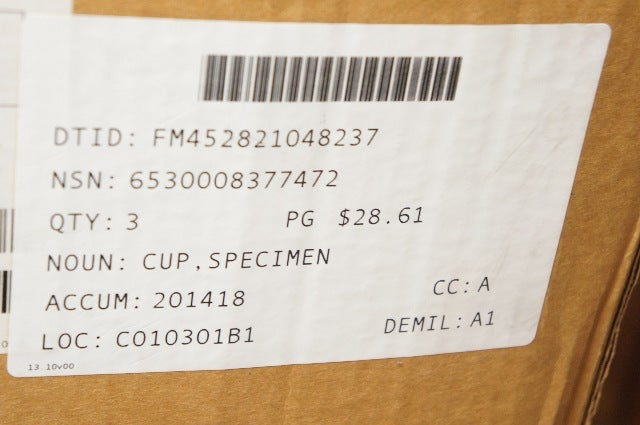 DTID: FM452821048237
NSN: 6530008377472
QTY: 3 PG $28.61
NOUN: CUP,SPECIMEN
ACCUM: 201418 CC: A
LOC: C010301B1 DEMIL: A1
13.10v00